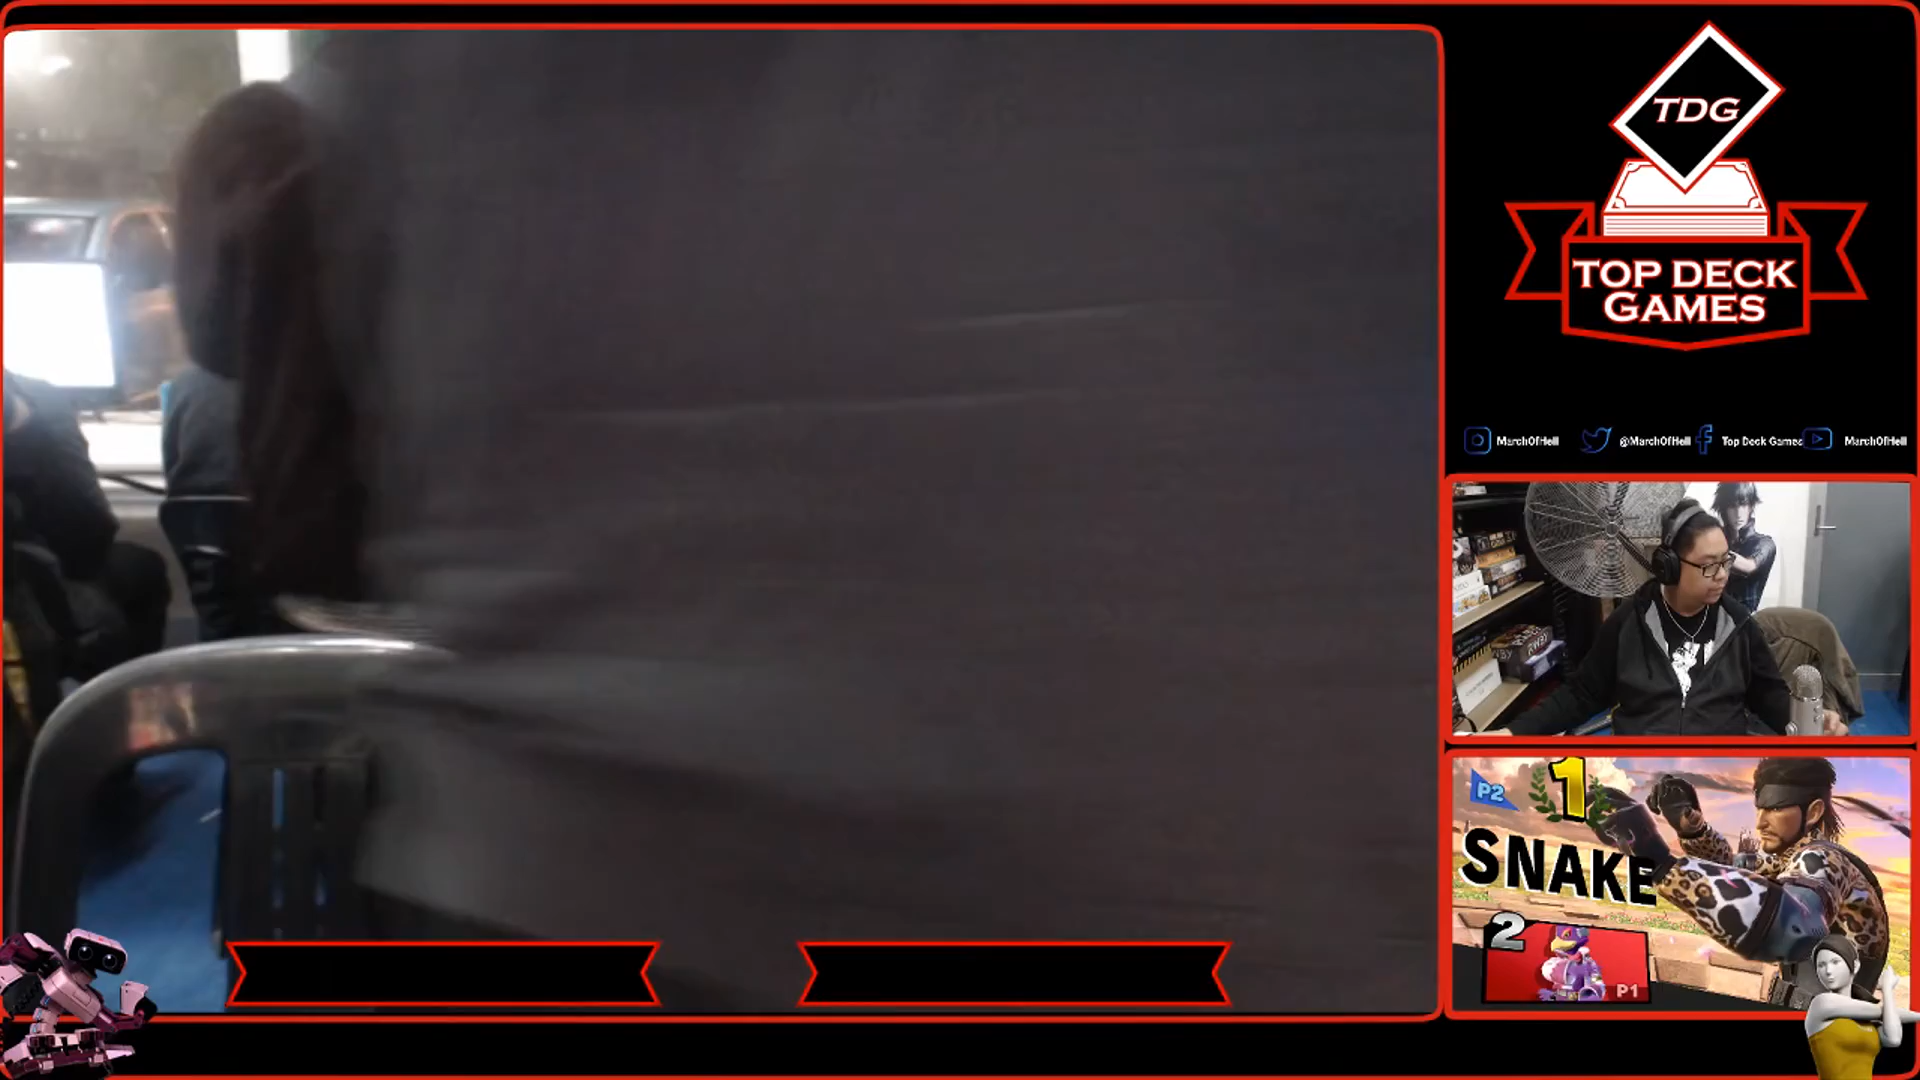 TDG
TOP DECK
GAMES
MarchOfHell @MarchOfHell Top Deck Games MarchOfHell
P2
1
SNAKE
2
P1